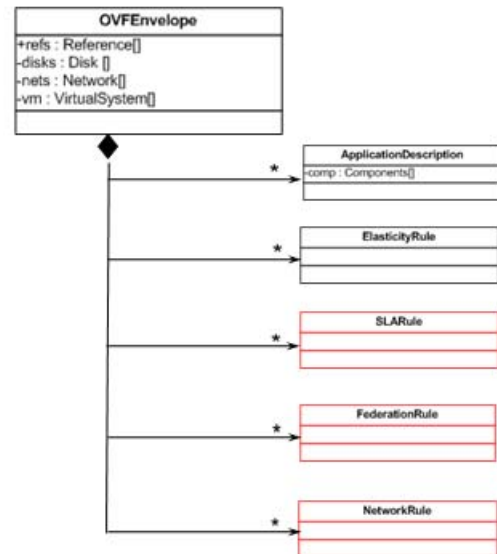 OVFEnvelope
+refs : Reference[]
-disks : Disk []
-nets : Network[]
-vm : VirtualSystem[]
*
ApplicationDescription
-comp : Components[]
*
ElasticityRule
*
SLARule
*
FederationRule
*
NetworkRule